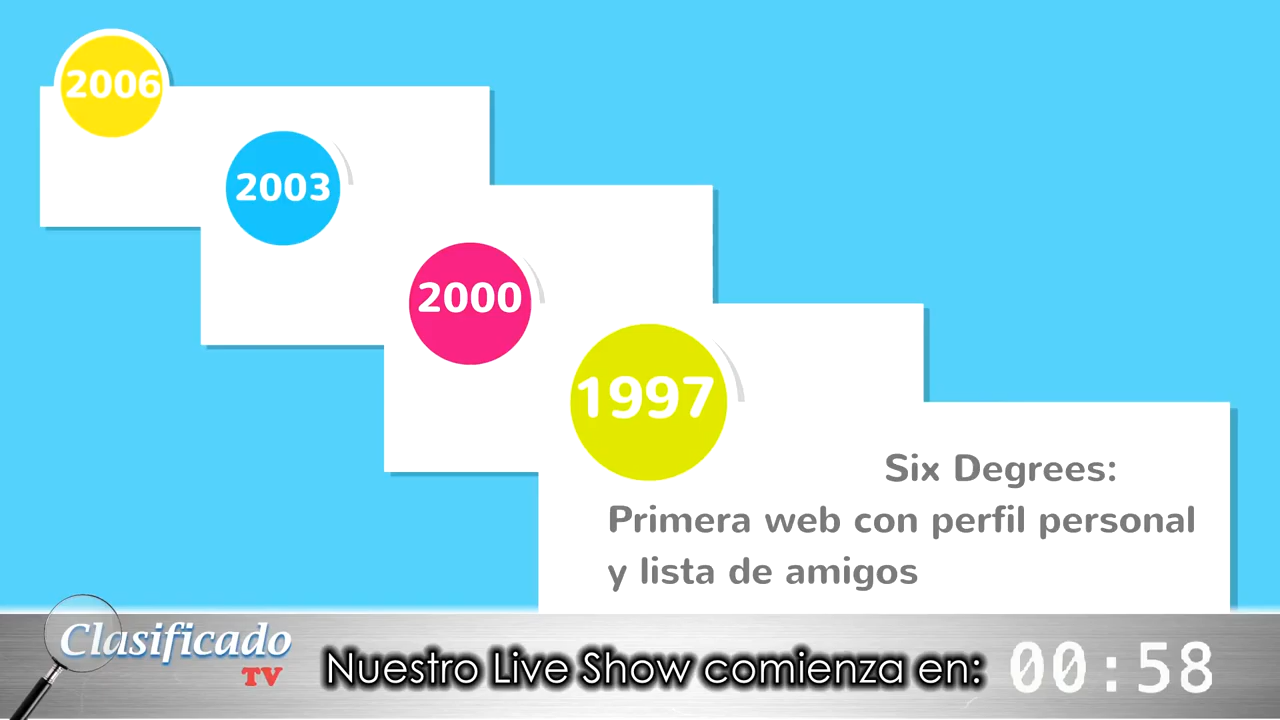 2006
2003
2000
1997
Six Degrees:
Primera web con perfil personal
y lista de amigos
Clasificado
TV
Nuestro Live Show comienza en:
00:58